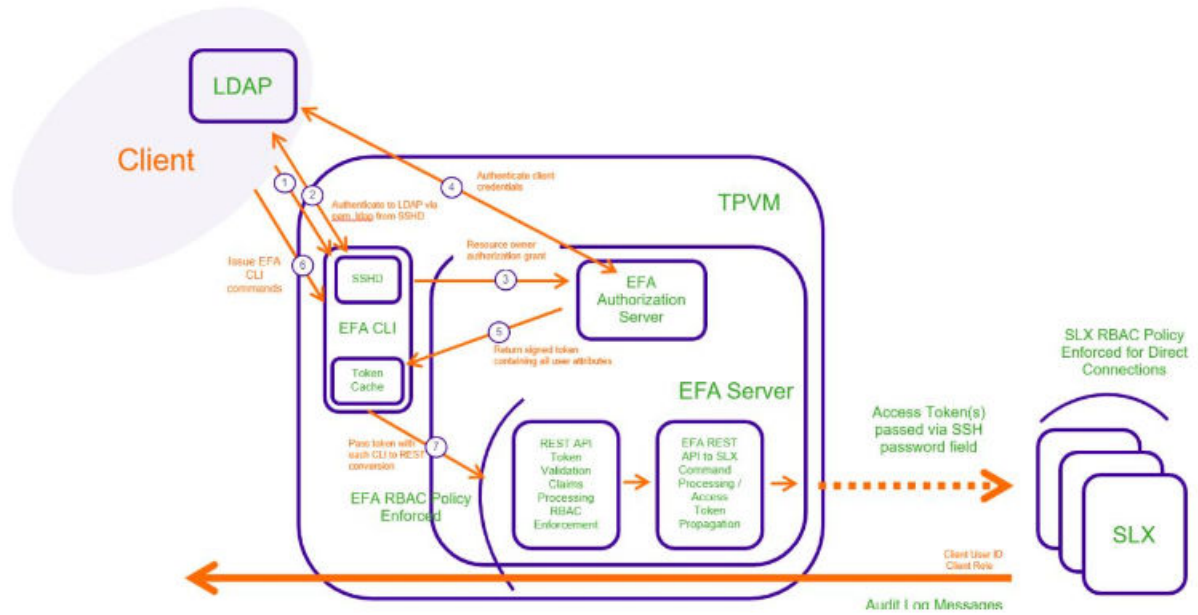 LDAP
Client
1
2
Authenticate to LDAP via
pam_ldap from SSHD
4
Authenticate client
credentials
TPVM
Issue EFA
CLI
commands
6
SSHD
EFA CLI
Token
Cache
Resource owner
authorization grant
3
EFA
Authorization
Server
5
Return signed token
containing all user attributes
EFA Server
Pass token with
each CLI to REST
conversion
7
EFA RBAC Policy
Enforced
REST API
Token
Validation
Claims
Processing
RBAC
Enforcement
EFA REST
API to SLX
Command
Processing /
Access
Token
Propagation
Access Token(s)
passed via SSH
password field
SLX RBAC Policy
Enforced for Direct
Connections
SLX
Client User ID
Client Role
Audit Log Messages